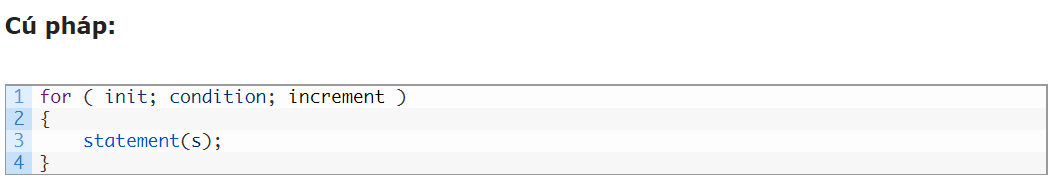 Cú pháp:
1 for ( init; condition; increment )
2 {
3 statement(s);
4 }